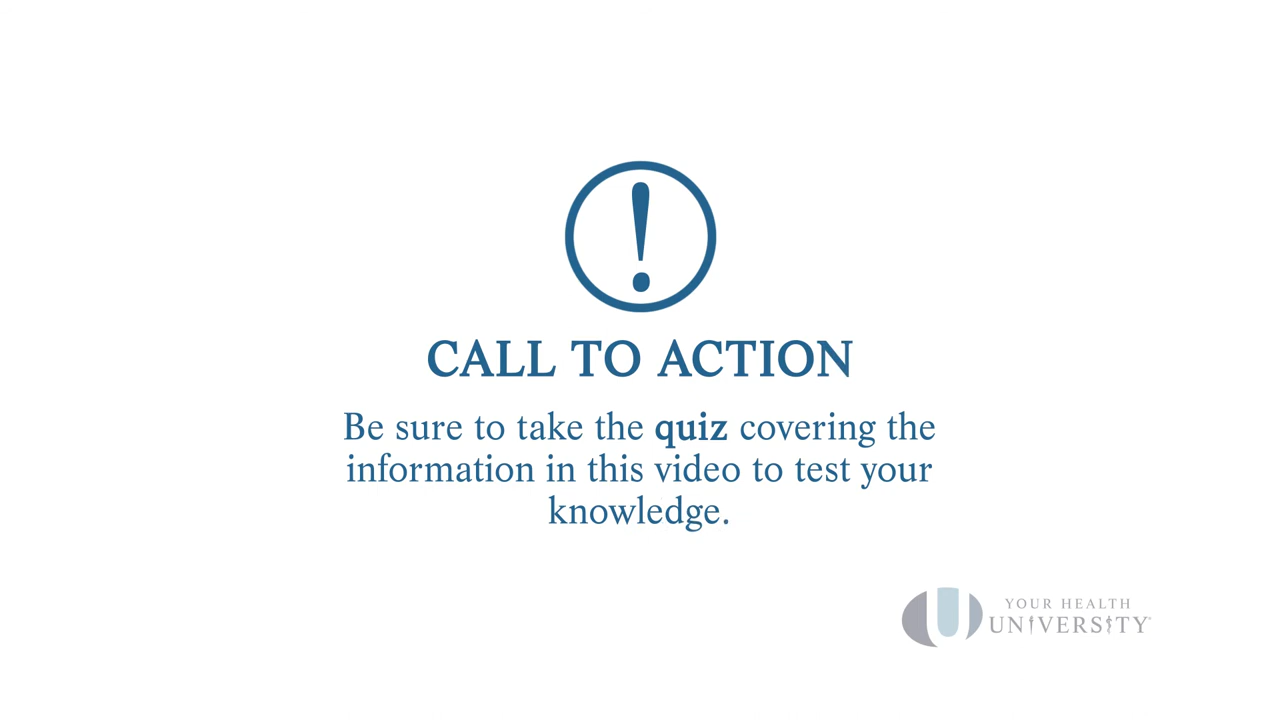 !
CALL TO ACTION
Be sure to take the quiz covering the
information in this video to test your
knowledge.
YOUR HEALTH
UNIVERSITY